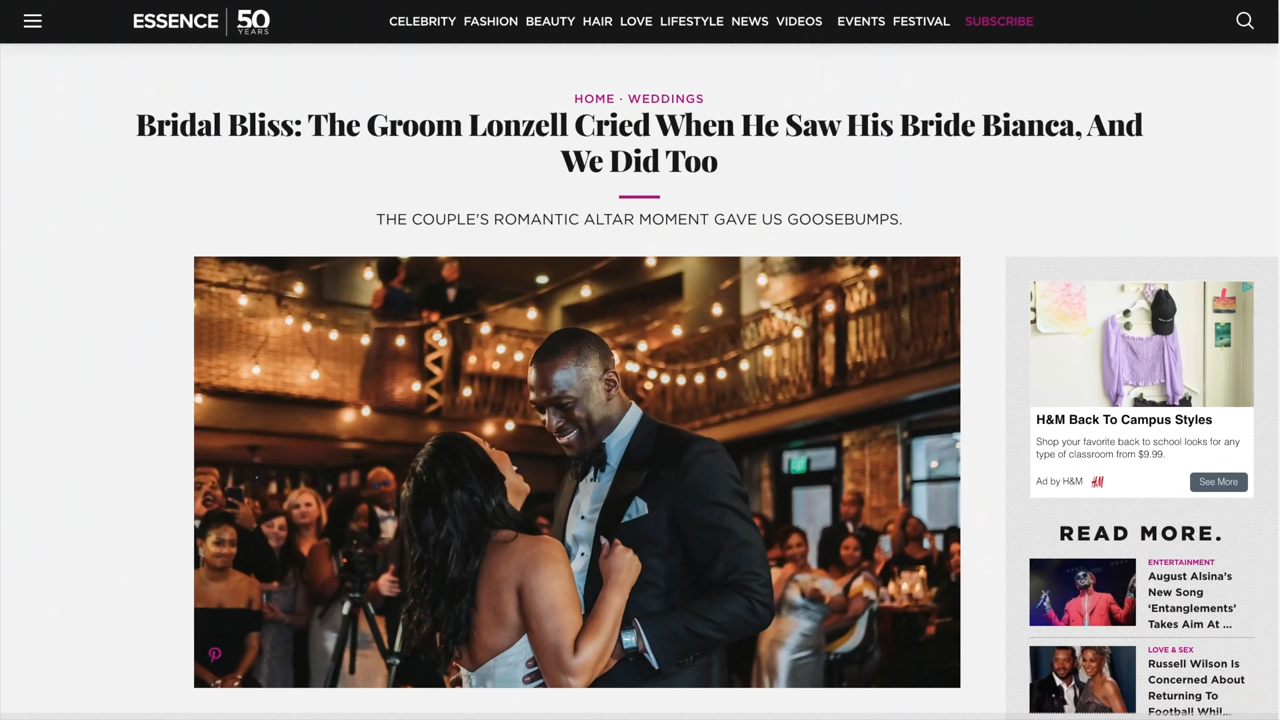 ESSENCE 50 YEARS
CELEBRITY FASHION BEAUTY HAIR LOVE LIFESTYLE NEWS VIDEOS EVENTS FESTIVAL SUBSCRIBE
HOME · WEDDINGS
Bridal Bliss: The Groom Lonzell Cried When He Saw His Bride Bianca, And
We Did Too
THE COUPLE'S ROMANTIC ALTAR MOMENT GAVE US GOOSEBUMPS.
H&M Back To Campus Styles
Shop your favorite back to school looks for any
type of classroom from $9.99.
Ad by H&M H&M
See More
READ MORE.
ENTERTAINMENT
August Alsina's
New Song
‘Entanglements’
Takes Aim At ...
LOVE & SEX
Russell Wilson Is
Concerned About
Returning To
Football Whil...